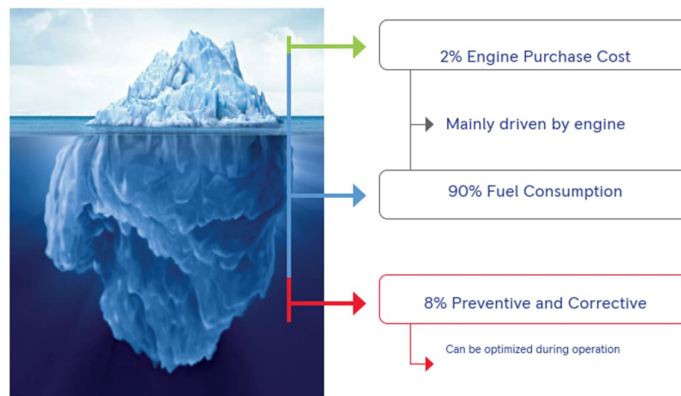 2% Engine Purchase Cost
Mainly driven by engine
90% Fuel Consumption
8% Preventive and Corrective
Can be optimized during operation